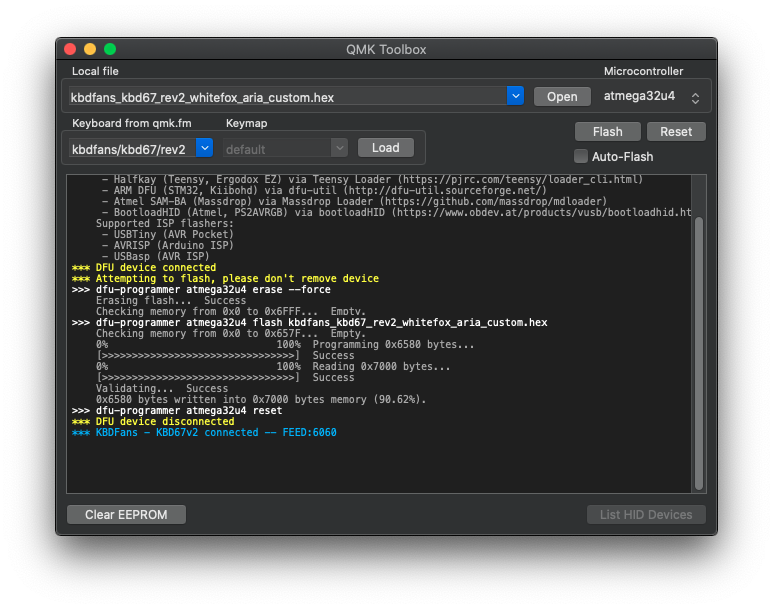 QMK Toolbox
Local file
Microcontroller
kbdfans_kbd67_rev2_whitefox_aria_custom.hex
Open
atmega32u4
Keyboard from qmk.fm
Keymap
Flash
Reset
kbdfans/kbd67/rev2
default
Load
Auto-Flash
- Halfkay (Teensy, Ergodox EZ) via Teensy Loader (https://pjrc.com/teensy/loader_cli.html)
- ARM DFU (STM32, Kiibohd) via dfu-util (http://dfu-util.sourceforge.net/)
- Atmel SAM-BA (Massdrop) via Massdrop Loader (https://github.com/massdrop/mdloader)
- BootloadHID (Atmel, PS2AVRGB) via bootloadHID (https://www.obdev.at/products/vusb/bootloadhid.ht
Supported ISP flashers:
- USBTiny (AVR Pocket)
- AVRISP (Arduino ISP)
- USBasp (AVR ISP)
*** DFU device connected
*** Attempting to flash, please don't remove device
>>> dfu-programmer atmega32u4 erase --force
Erasing flash... Success
Checking memory from 0x0 to 0x6FFF... Empty.
>>> dfu-programmer atmega32u4 flash kbdfans_kbd67_rev2_whitefox_aria_custom.hex
Checking memory from 0x0 to 0x657F... Empty.
0% 100% Programming 0x6580 bytes...
[>>>>>>>>>>>>>>>>>>>>>>>>>>>>>>>>] Success
0% 100% Reading 0x7000 bytes...
[>>>>>>>>>>>>>>>>>>>>>>>>>>>>>>>>] Success
Validating... Success
0x6580 bytes written into 0x7000 bytes memory (90.62%).
>>> dfu-programmer atmega32u4 reset
*** DFU device disconnected
*** KBDFans - KBD67v2 connected -- FEED:6060
Clear EEPROM
List HID Devices